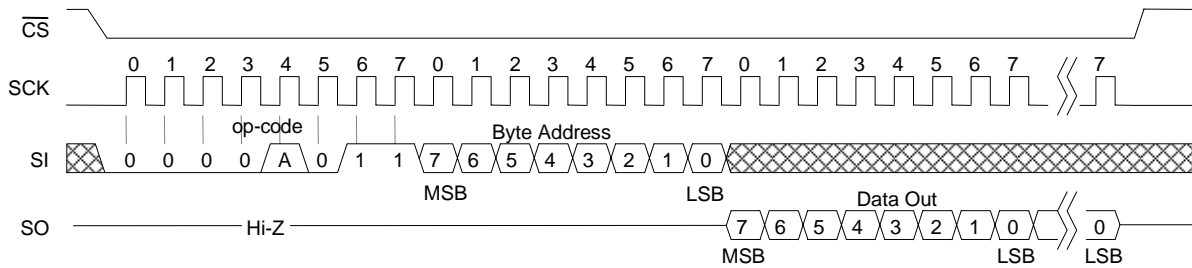 CS
0 1 2 3 4 5 6 7 0 1 2 3 4 5 6 7 0 1 2 3 4 5 6 7 7
SCK
op-code Byte Address
SI 0 0 0 0 A 0 1 1 7 6 5 4 3 2 1 0
MSB LSB
Data Out
SO Hi-Z 7 6 5 4 3 2 1 0 0
MSB LSB LSB